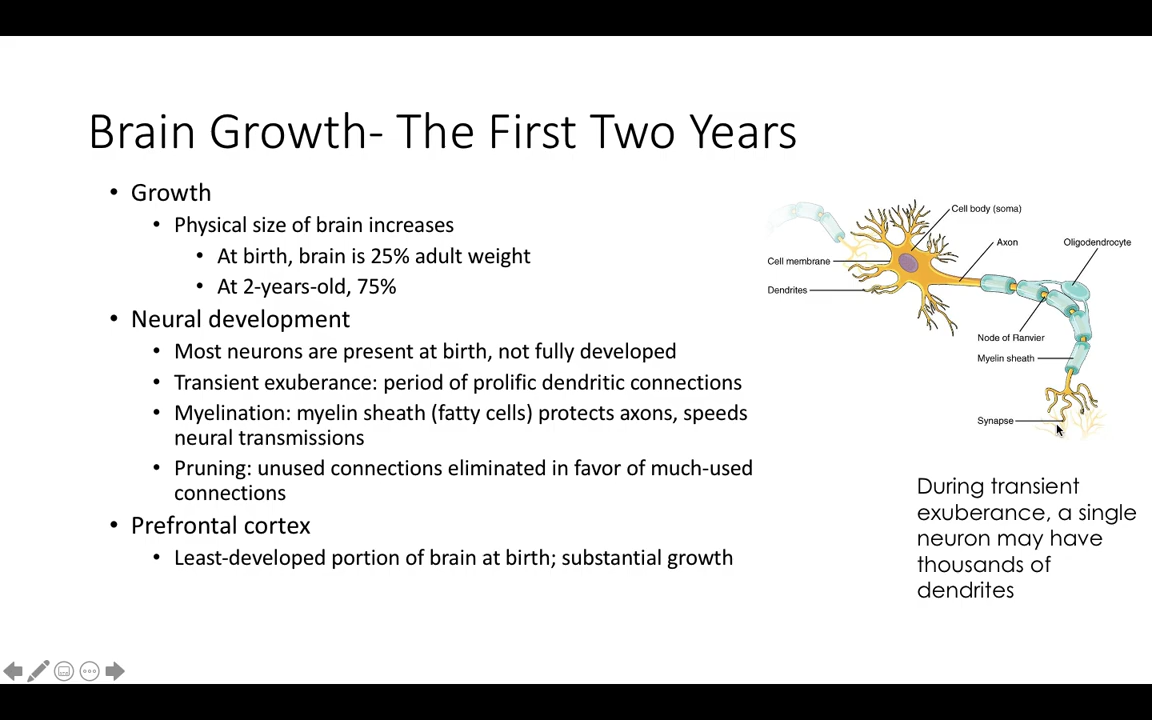 Brain Growth- The First Two Years
• Growth
• Physical size of brain increases
• At birth, brain is 25% adult weight
• At 2-years-old, 75%
• Neural development
• Most neurons are present at birth, not fully developed
• Transient exuberance: period of prolific dendritic connections
• Myelination: myelin sheath (fatty cells) protects axons, speeds
neural transmissions
• Pruning: unused connections eliminated in favor of much-used
connections
• Prefrontal cortex
• Least-developed portion of brain at birth; substantial growth
Cell body (soma)
Axon
Oligodendrocyte
Cell membrane
Dendrites
Node of Ranvier
Myelin sheath
Synapse
During transient
exuberance, a single
neuron may have
thousands of
dendrites